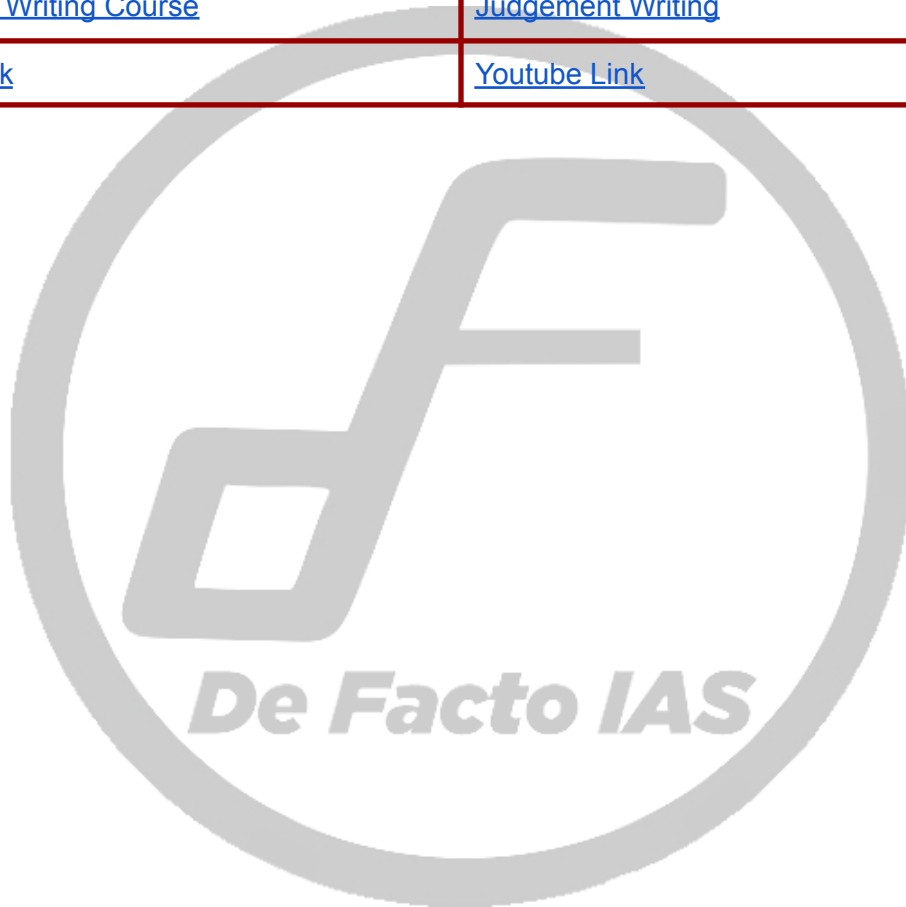 Writing Course
Judgement Writing
k
Youtube Link
De Facto IAS